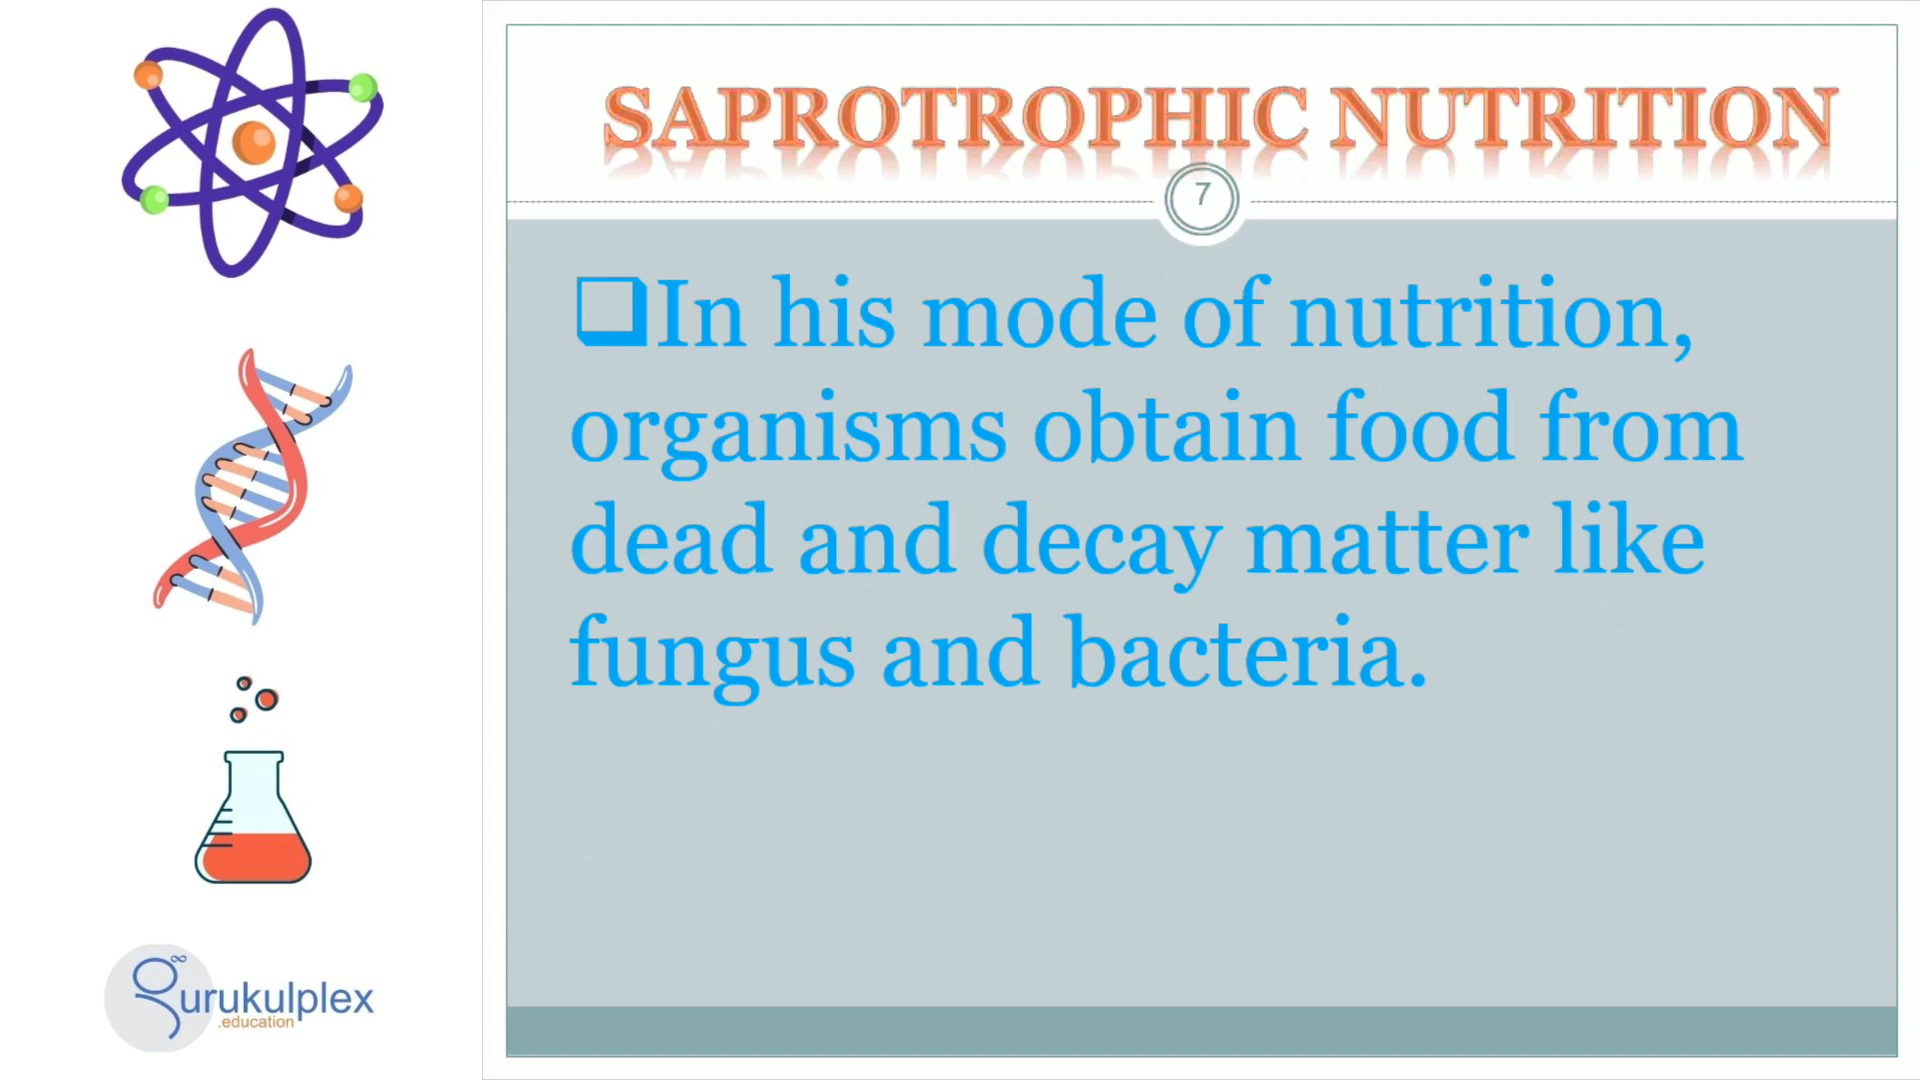 SAPROTROPHIC NUTRITION
7
❑In his mode of nutrition,
organisms obtain food from
dead and decay matter like
fungus and bacteria.
gurukulplex
.education